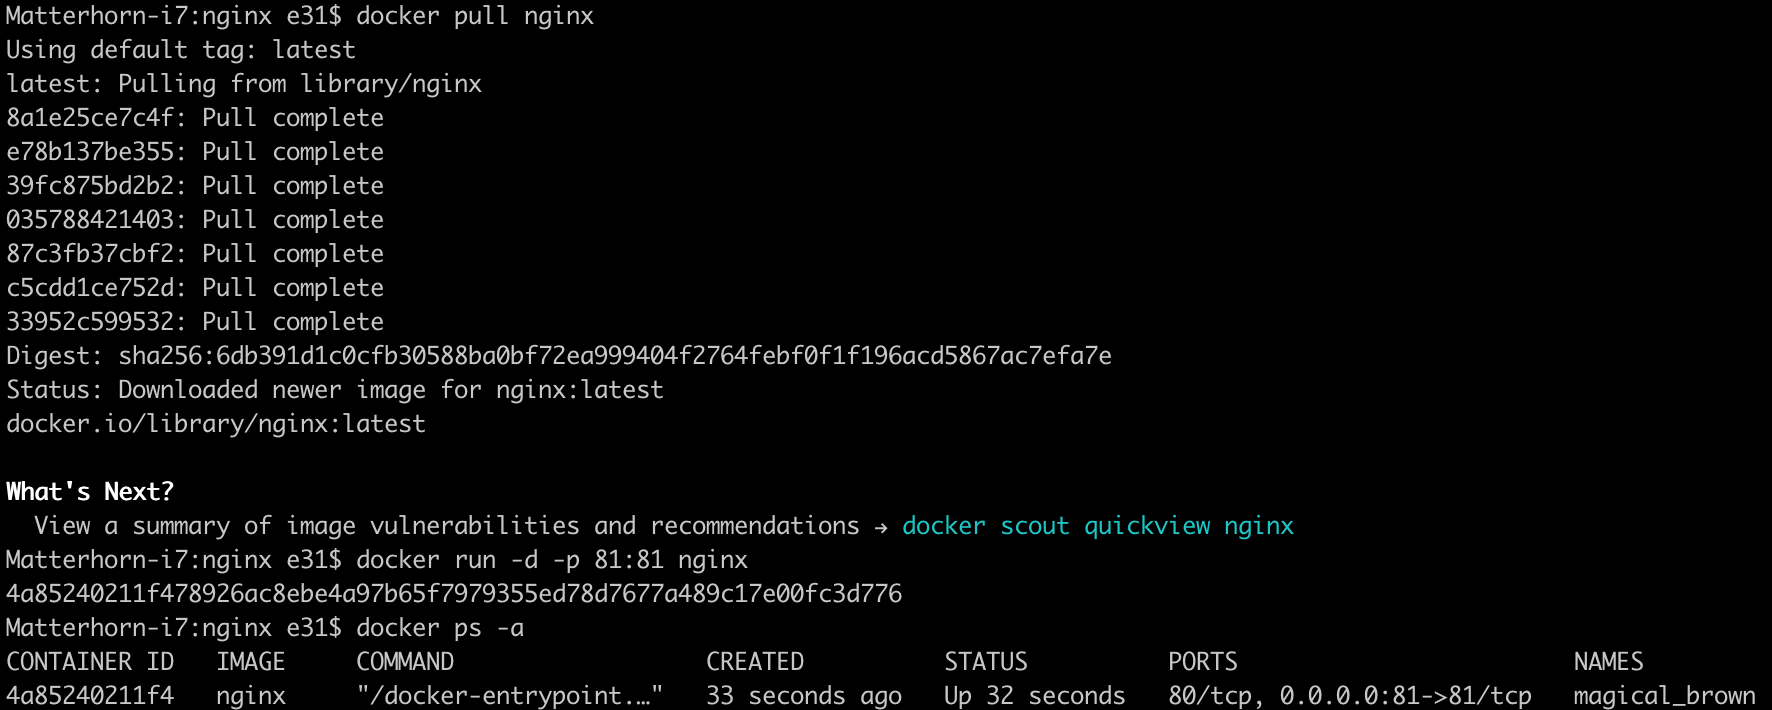 Matterhorn-i7:nginx e31$ docker pull nginx
Using default tag: latest
latest: Pulling from library/nginx
8a1e25ce7c4f: Pull complete
e78b137be355: Pull complete
39fc875bd2b2: Pull complete
035788421403: Pull complete
87c3fb37cbf2: Pull complete
c5cdd1ce752d: Pull complete
33952c599532: Pull complete
Digest: sha256:6db391d1c0cfb30588ba0bf72ea999404f2764febf0f1f196acd5867ac7efa7e
Status: Downloaded newer image for nginx:latest
docker.io/library/nginx:latest
What's Next?
View a summary of image vulnerabilities and recommendations → docker scout quickview nginx
Matterhorn-i7:nginx e31$ docker run -d -p 81:81 nginx
4a85240211f478926ac8ebe4a97b65f7979355ed78d7677a489c17e00fc3d776
Matterhorn-i7:nginx e31$ docker ps -a
CONTAINER ID   IMAGE     COMMAND                  CREATED          STATUS          PORTS                        NAMES
4a85240211f4   nginx     "/docker-entrypoint.…"   33 seconds ago   Up 32 seconds   80/tcp, 0.0.0.0:81->81/tcp   magical_brown